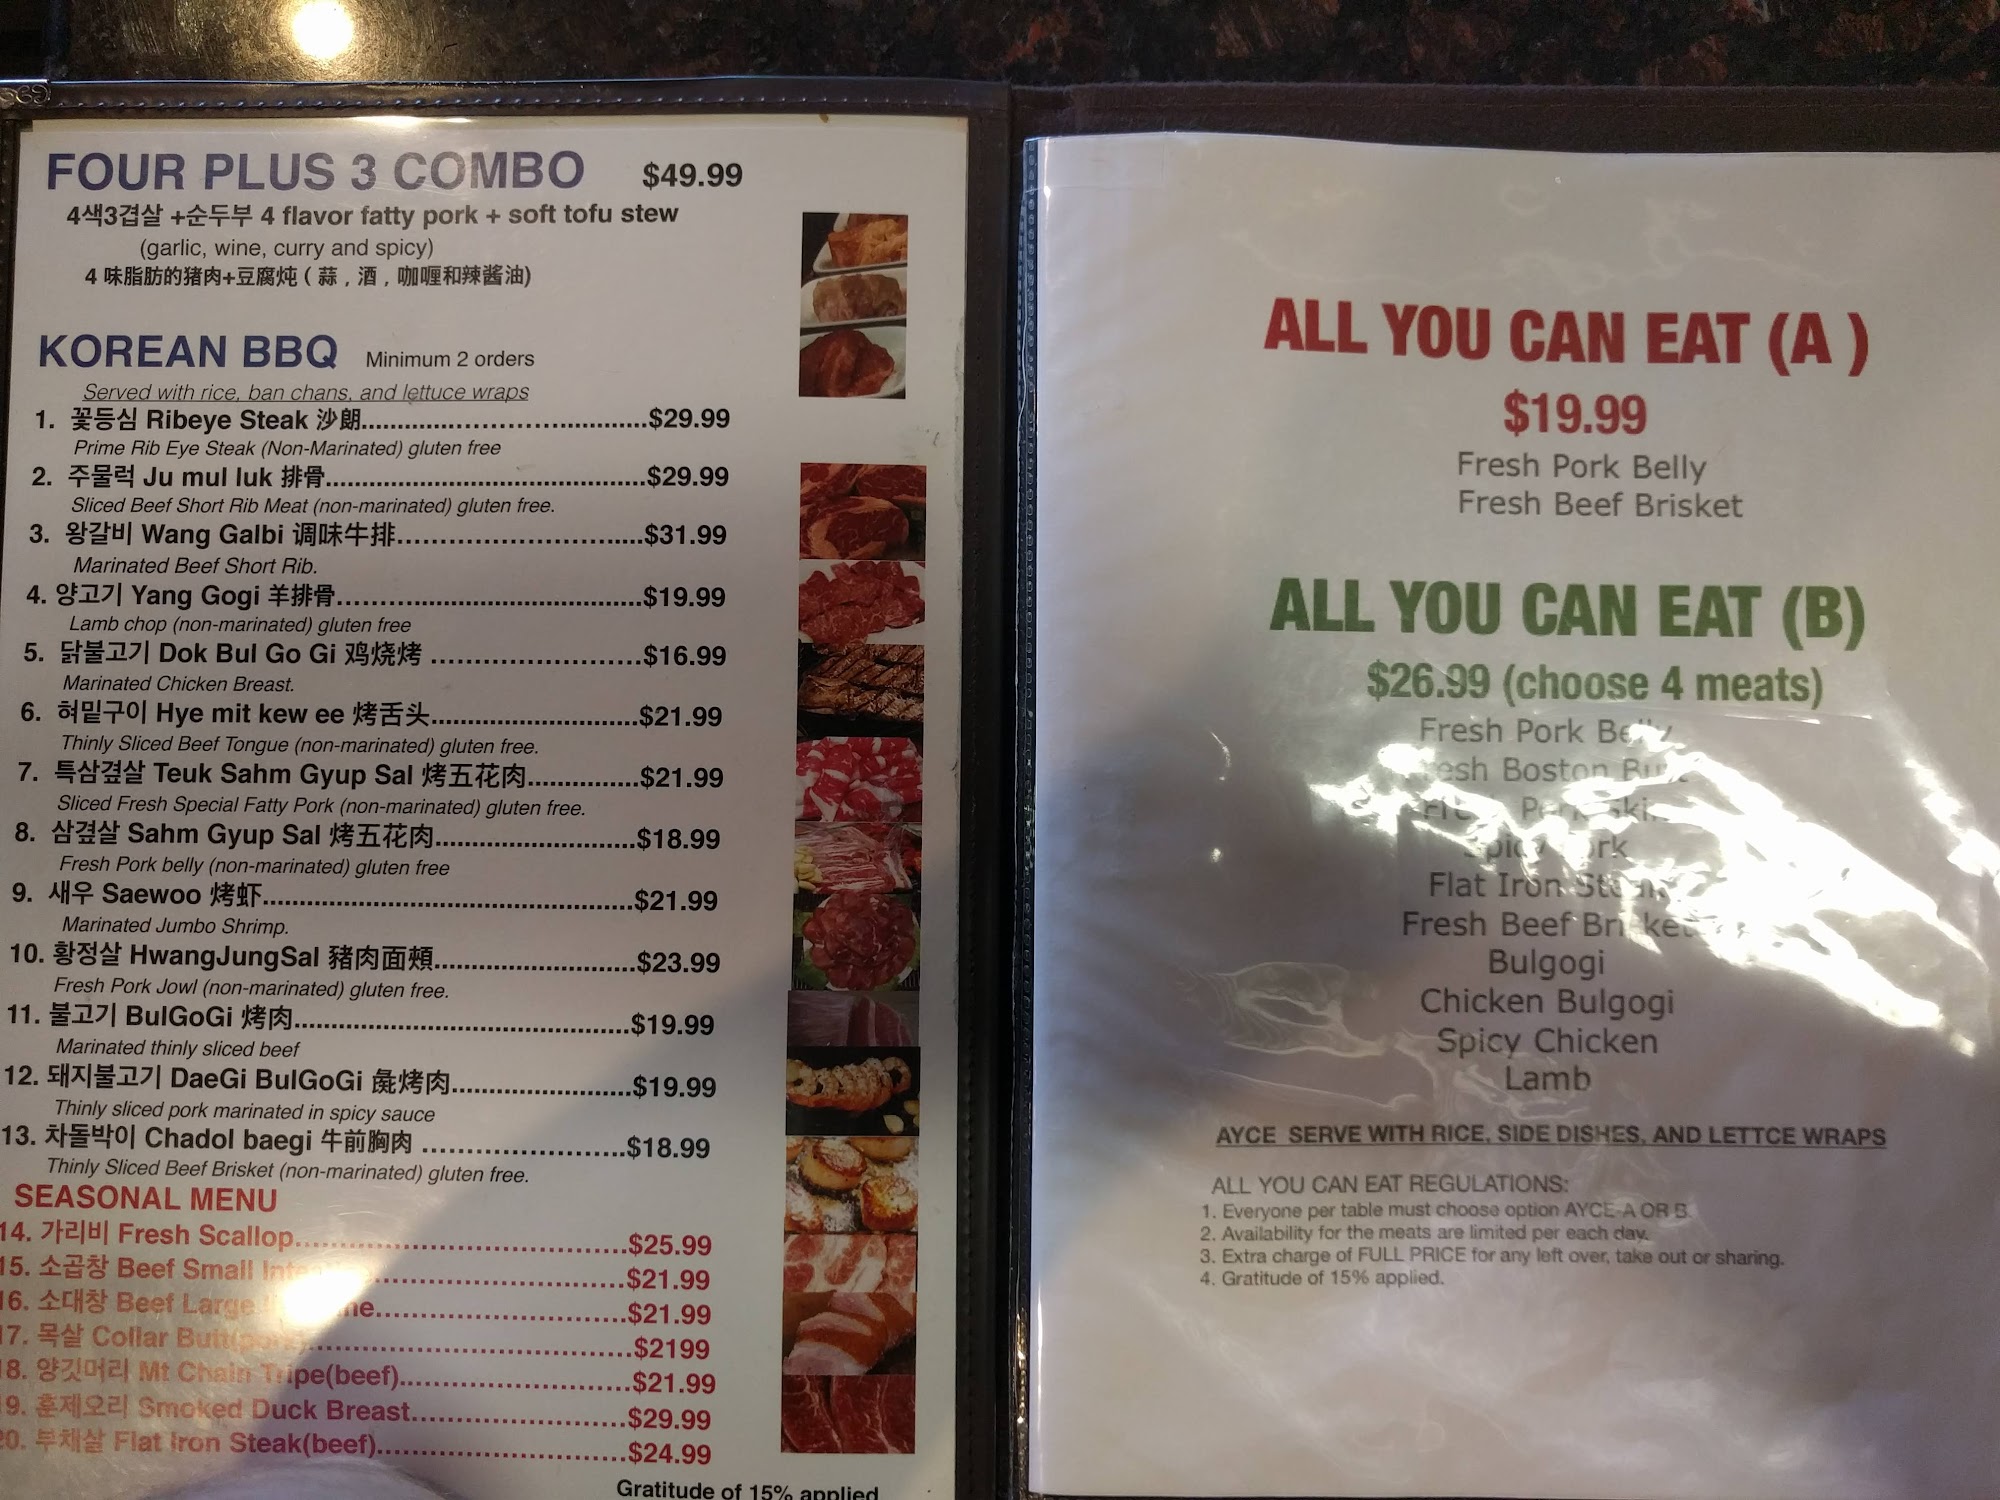 FOUR PLUS 3 COMBO $49.99
4색3겹살 +순두부 4 flavor fatty pork + soft tofu stew
(garlic, wine, curry and spicy)
4 味脂肪的猪肉+豆腐炖 ( 蒜 , 酒 , 咖喱和辣酱油)
KOREAN BBQ Minimum 2 orders
Served with rice, ban chans, and lettuce wraps
1. 꽃등심 Ribeye Steak 沙朗 $29.99
Prime Rib Eye Steak (Non-Marinated) gluten free
2. 주물럭 Ju mul luk 排骨 $29.99
Sliced Beef Short Rib Meat (non-marinated) gluten free.
3. 왕갈비 Wang Galbi 调味牛排 $31.99
Marinated Beef Short Rib.
4. 양고기 Yang Gogi 羊排骨 $19.99
Lamb chop (non-marinated) gluten free
5. 닭불고기 Dok Bul Go Gi 鸡烧烤 $16.99
Marinated Chicken Breast.
6. 혀밑구이 Hye mit kew ee 烤舌头 $21.99
Thinly Sliced Beef Tongue (non-marinated) gluten free.
7. 특삼겹살 Teuk Sahm Gyup Sal 烤五花肉 $21.99
Sliced Fresh Special Fatty Pork (non-marinated) gluten free.
8. 삼겹살 Sahm Gyup Sal 烤五花肉 $18.99
Fresh Pork belly (non-marinated) gluten free
9. 새우 Saewoo 烤虾 $21.99
Marinated Jumbo Shrimp.
10. 황정살 HwangJungSal 豬肉面頰 $23.99
Fresh Pork Jowl (non-marinated) gluten free.
11. 불고기 BulGoGi 烤肉 $19.99
Marinated thinly sliced beef
12. 돼지불고기 DaeGi BulGoGi 烤肉 $19.99
Thinly sliced pork marinated in spicy sauce
13. 차돌박이 Chadol baegi 牛前胸肉 $18.99
Thinly Sliced Beef Brisket (non-marinated) gluten free.
SEASONAL MENU
14. 가리비 Fresh Scallop $25.99
15. 소곱창 Beef Small $21.99
16. 소대창 Beef Large $21.99
17. 목살 Collar Butt(pork) $2199
18. 양깃머리 Mt Chain Tripe(beef) $21.99
19. 훈제오리 Smoked Duck Breast $29.99
20. 부채살 Flat Iron Steak(beef) $24.99
Gratitude of 15% applied
ALL YOU CAN EAT (A )
$19.99
Fresh Pork Belly
Fresh Beef Brisket
ALL YOU CAN EAT (B)
$26.99 (choose 4 meats)
Fresh Pork Belly
Fresh Boston Butt
Fresh Pork Skin
Spicy Pork
Flat Iron Steak
Fresh Beef Brisket
Bulgogi
Chicken Bulgogi
Spicy Chicken
Lamb
AYCE SERVE WITH RICE, SIDE DISHES, AND LETTCE WRAPS
ALL YOU CAN EAT REGULATIONS:
1. Everyone per table must choose option AYCE-A OR B.
2. Availability for the meats are limited per each day.
3. Extra charge of FULL PRICE for any left over, take out or sharing.
4. Gratitude of 15% applied.